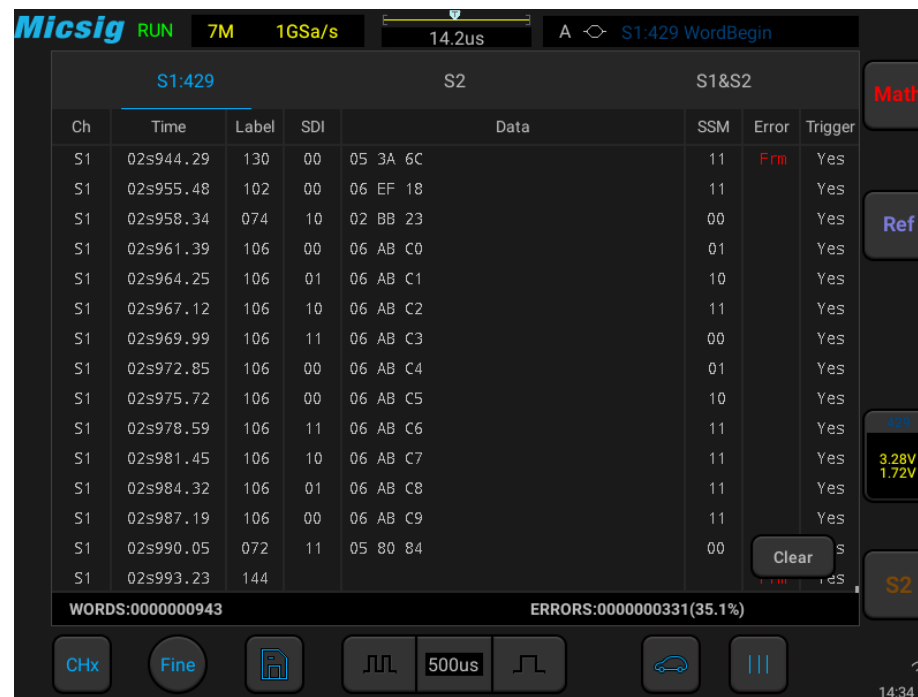 Micsig RUN 7M 1GSa/s 14.2us A S1:429 WordBegin
S1:429 S2 S1&S2
Math
Ch Time Label SDI Data SSM Error Trigger
S1 02s944.29 130 00 05 3A 6C 11 Frm Yes
S1 02s955.48 102 00 06 EF 18 11 Yes
S1 02s958.34 074 10 02 BB 23 00 Yes
Ref
S1 02s961.39 106 00 06 AB C0 01 Yes
S1 02s964.25 106 01 06 AB C1 10 Yes
S1 02s967.12 106 10 06 AB C2 11 Yes
S1 02s969.99 106 11 06 AB C3 00 Yes
S1 02s972.85 106 00 06 AB C4 01 Yes
S1 02s975.72 106 00 06 AB C5 10 Yes
S1 02s978.59 106 11 06 AB C6 11 Yes
429
S1 02s981.45 106 10 06 AB C7 11 Yes
3.28V
1.72V
S1 02s984.32 106 01 06 AB C8 11 Yes
S1 02s987.19 106 00 06 AB C9 11 Yes
S1 02s990.05 072 11 05 80 84 00
Clear
S1 02s993.23 144 Yes
S2
WORDS:0000000943 ERRORS:0000000331(35.1%)
CHx Fine 500us
14:34